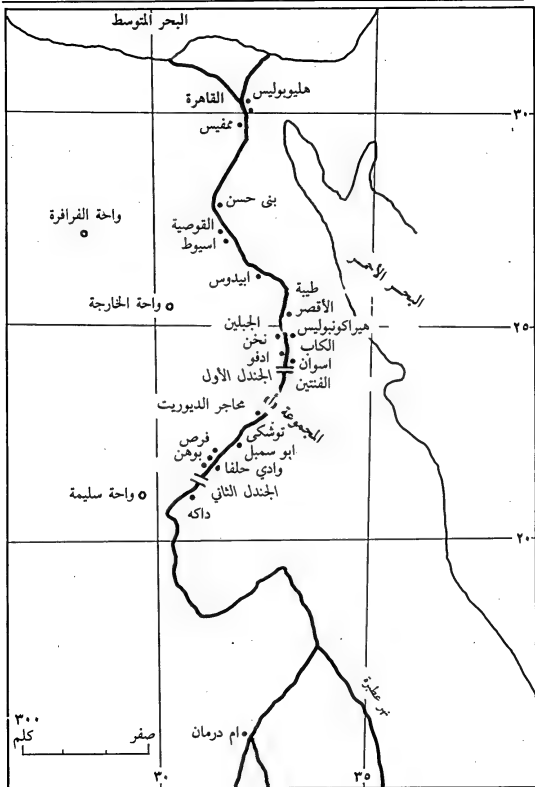 البحر المتوسط
هليوبوليس
القاهرة
ممفيس
٣٠
بنى حسن
واحة الفرافرة
القوصية
اسيوط
ابيدوس
البحر الأحمر
طيبة
الأقصر
واحة الخارجة
هيراكونبوليس
الجبلين
٢٥
نخن
الكاب
ادفو
اسوان
الجندل الأول
الفنتين
محاجر الديوريت
المجموعة
توشكى
فرص
ابو سمبل
بوهن
وادي حلفا
واحة سليمة
الجندل الثاني
داكه
٢٠
نهر عطبرة
ام درمان
٣٠٠
كلم
صفر
٣٠
٣٥